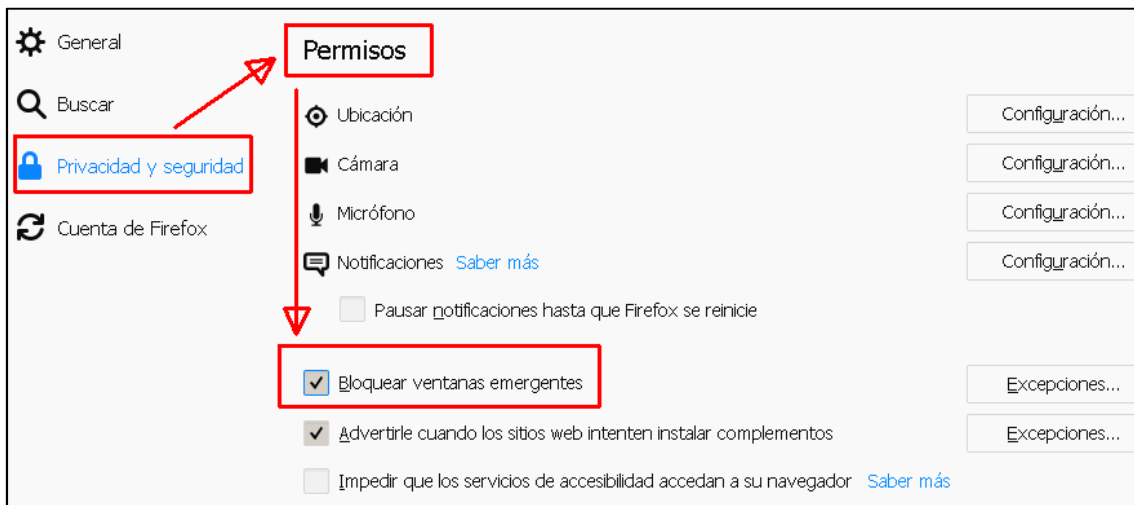 General
Buscar
Privacidad y seguridad
Cuenta de Firefox
Permisos
Ubicación Configuración...
Cámara Configuración...
Micrófono Configuración...
Notificaciones Saber más Configuración...
Pausar notificaciones hasta que Firefox se reinicie
Bloquear ventanas emergentes Excepciones...
Advertirle cuando los sitios web intenten instalar complementos Excepciones...
Impedir que los servicios de accesibilidad accedan a su navegador Saber más